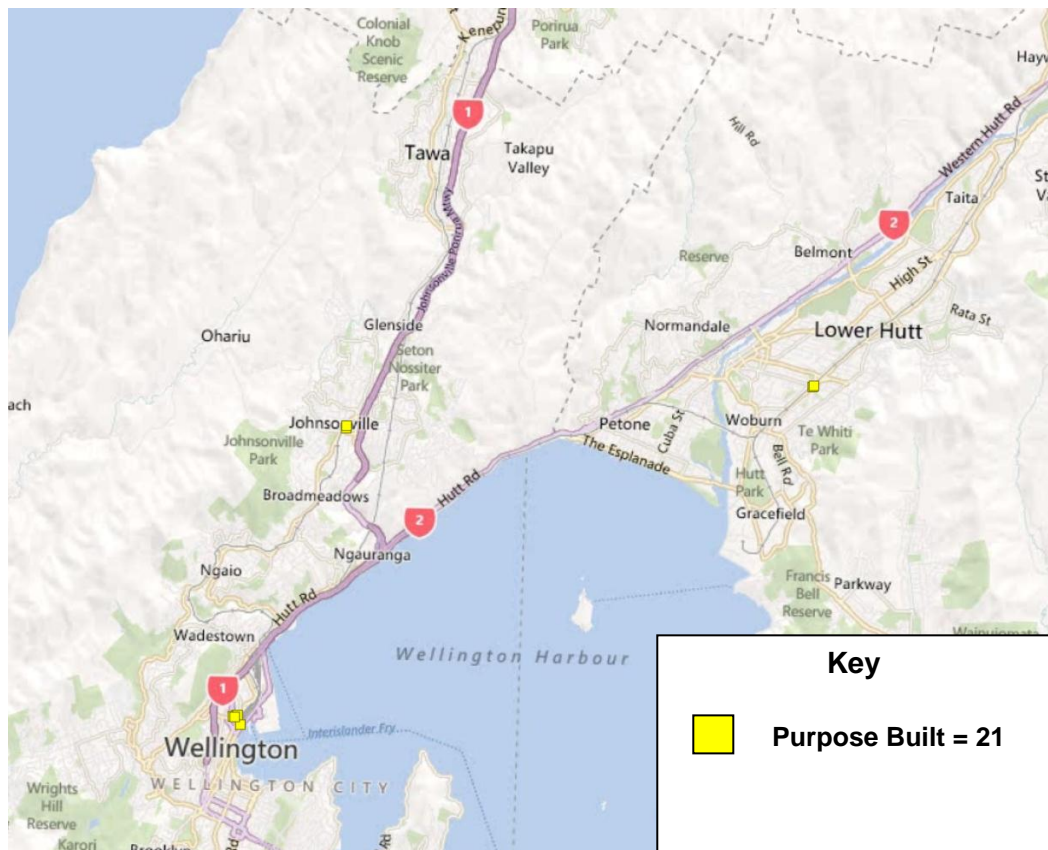 Colonial
Knob
Scenic
Reserve
Kenepuru
Porirua
Park
1
Tawa
Takapu
Valley
Hill Rd
Western Hutt Rd
Taita
2
Belmont
Reserve
High St
Johnsonville Porirua Mtwy
Ohariu
Glenside
Seton
Nossiter
Park
Normandale
Lower Hutt
Rata St
ach
Johnsonville
Johnsonville
Park
Petone
Cuba St
Woburn
Te Whiti
Park
The Esplanade
Bell Rd
Hutt
Park
Gracefield
Broadmeadows
Hutt Rd
2
Ngauranga
Ngaio
Hutt Rd
Francis
Bell
Reserve
Parkway
Wadestown
Wellington Harbour
1
Interislander Fry
Wellington
WELLINGTON CITY
Wrights
Hill
Reserve
Karori
Key
Purpose Built = 21